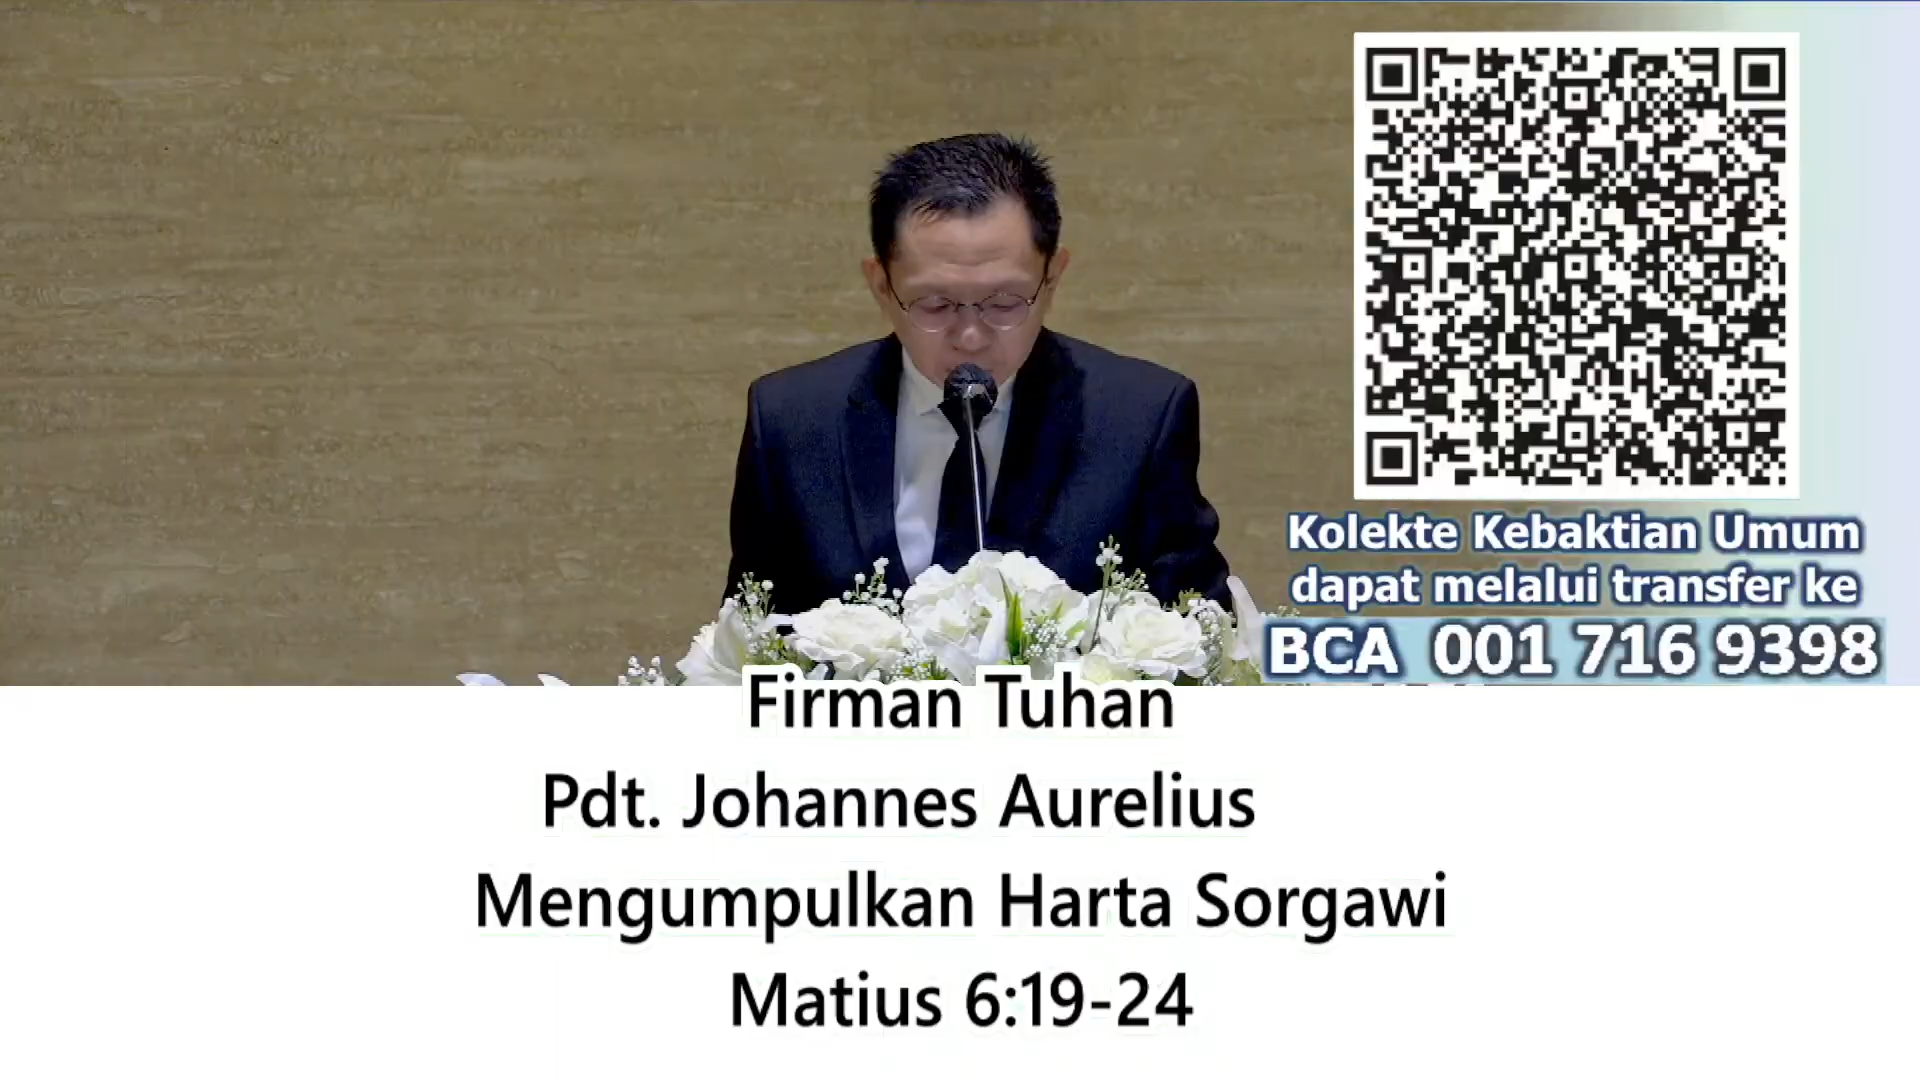 Kolekte Kebaktian Umum
dapat melalui transfer ke
BCA 001 716 9398
Firman Tuhan
Pdt. Johannes Aurelius
Mengumpulkan Harta Sorgawi
Matius 6:19-24